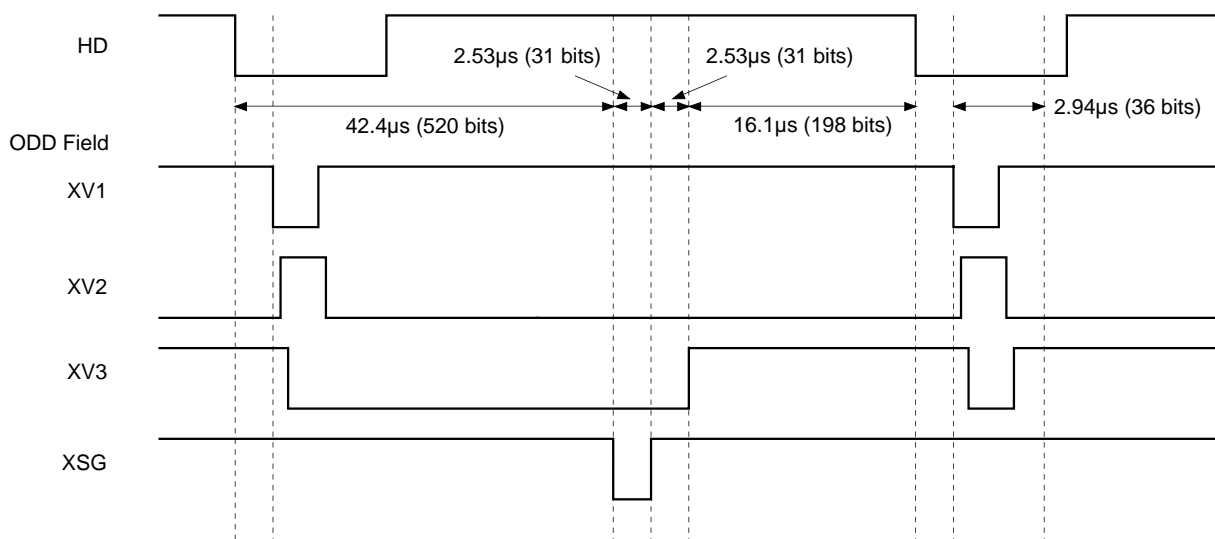 HD
2.53µs (31 bits)
2.53µs (31 bits)
42.4µs (520 bits)
16.1µs (198 bits)
2.94µs (36 bits)
ODD Field
XV1
XV2
XV3
XSG